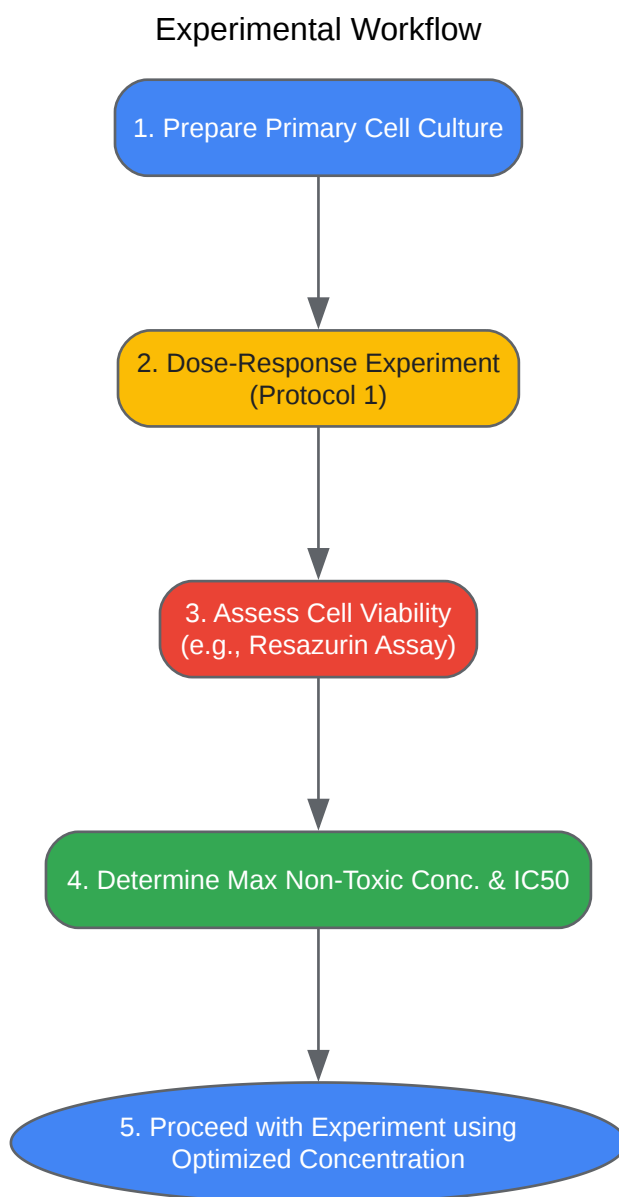 Experimental Workflow
1. Prepare Primary Cell Culture
2. Dose-Response Experiment
(Protocol 1)
3. Assess Cell Viability
(e.g., Resazurin Assay)
4. Determine Max Non-Toxic Conc. & IC50
5. Proceed with Experiment using
Optimized Concentration